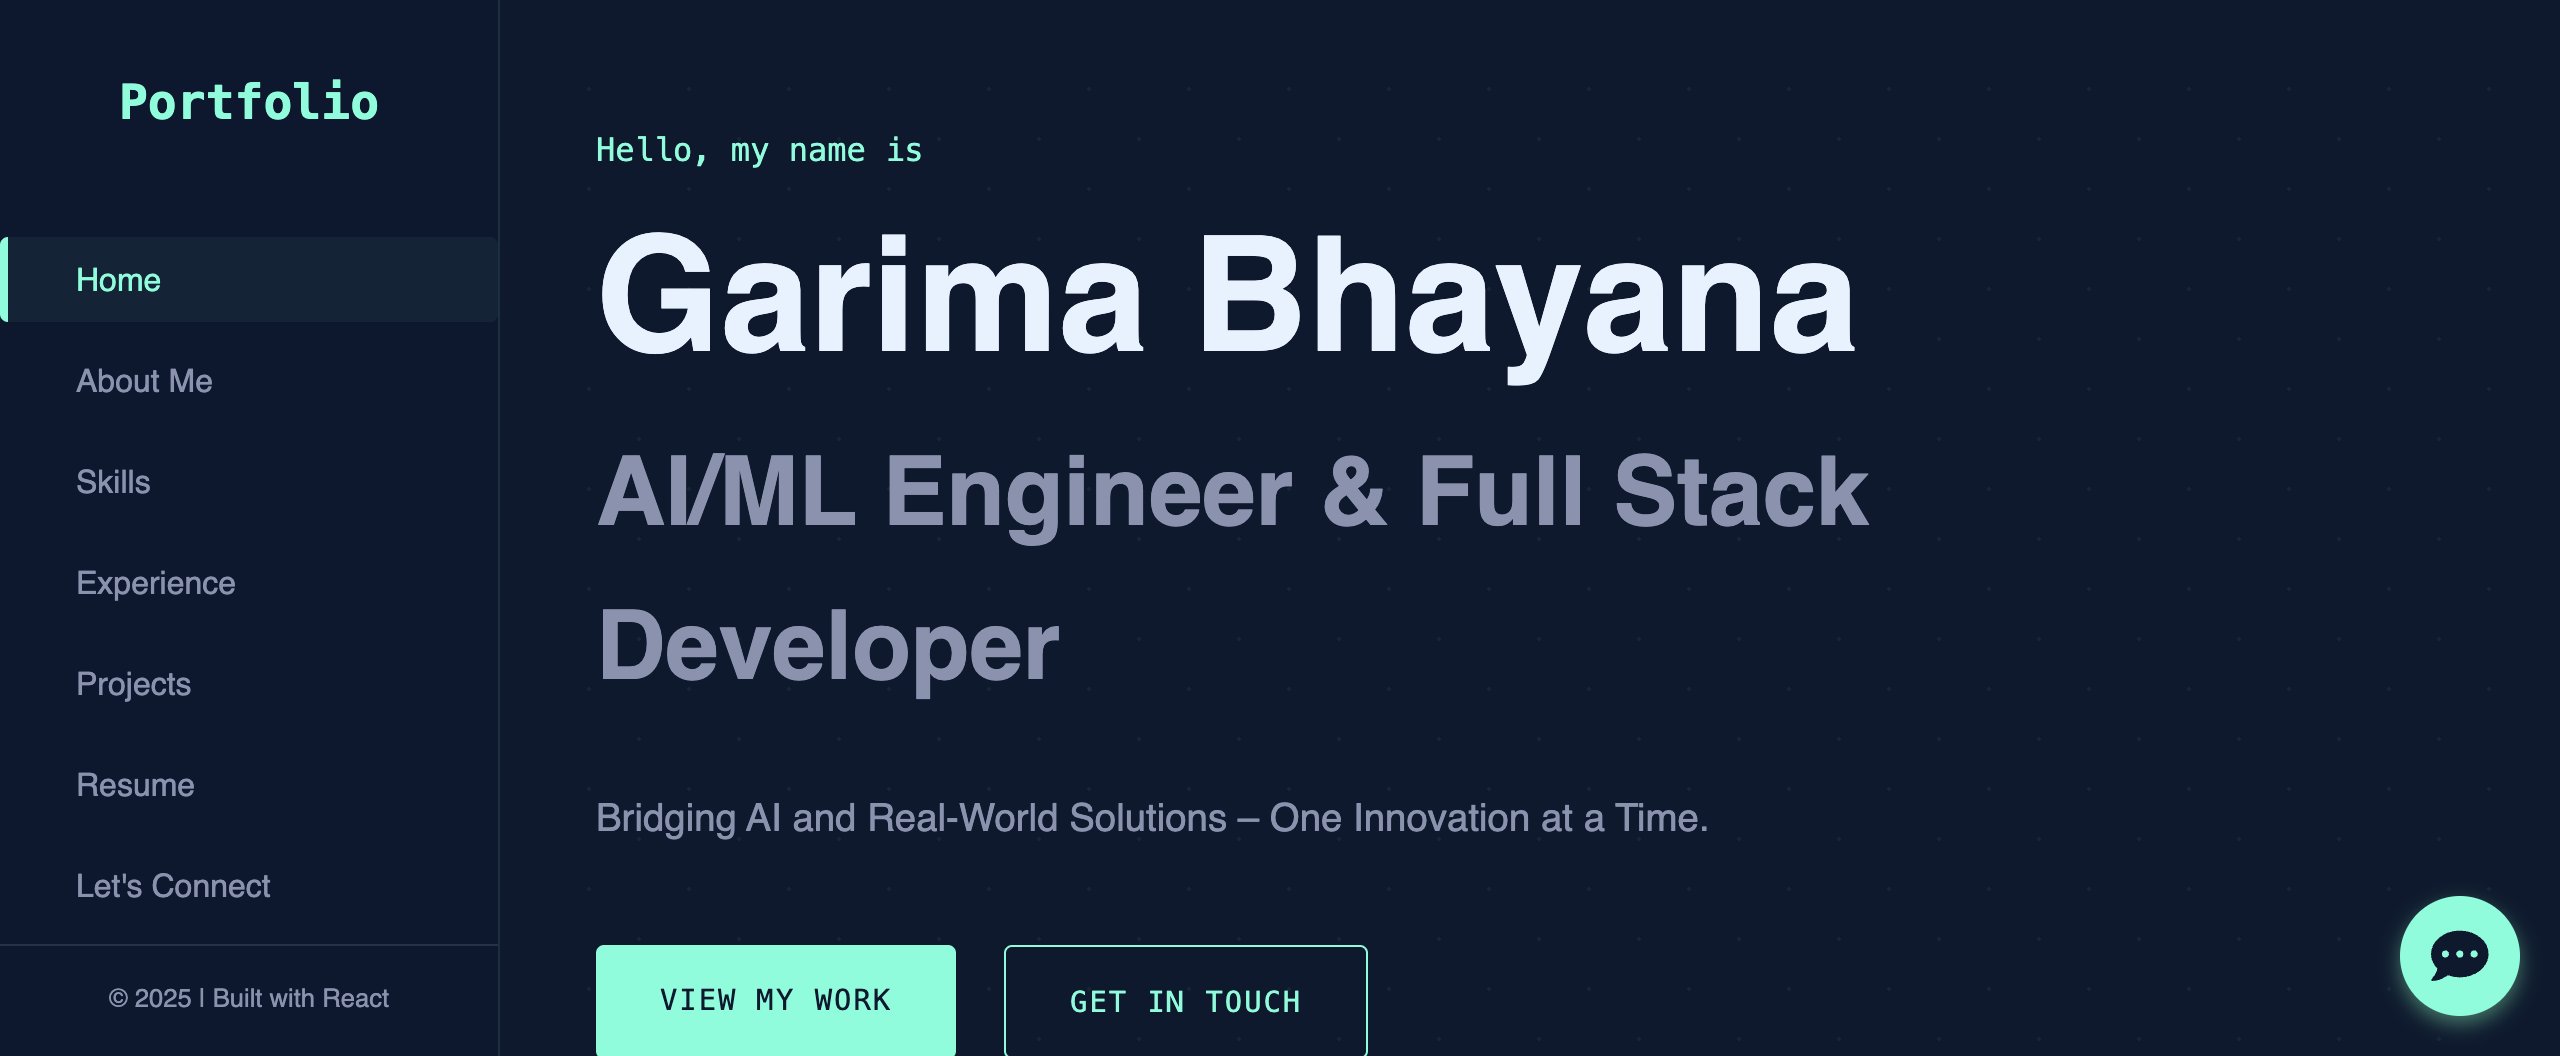 Portfolio
Home
About Me
Skills
Experience
Projects
Resume
Let's Connect
© 2025 | Built with React
Hello, my name is
Garima Bhayana
AI/ML Engineer & Full Stack
Developer
Bridging AI and Real-World Solutions – One Innovation at a Time.
VIEW MY WORK
GET IN TOUCH